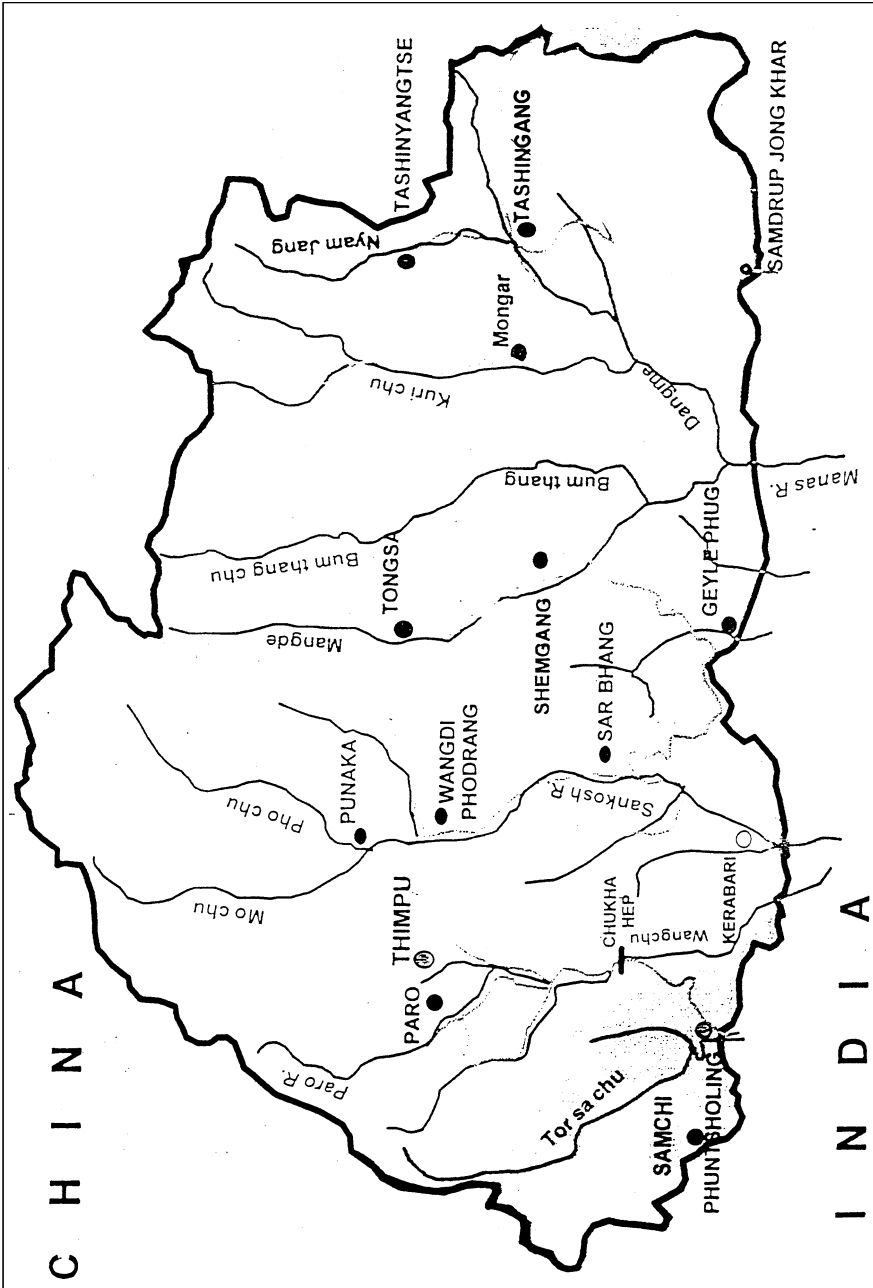 CHINA
INDIA
TASHINYANGTSE
Nyam Jang
TASHINGANG
Mongar
SAMDRUP JONG KHAR
Kuri chu
Dangme
Manas R.
Bum thang chu
Bum thang
TONGSA
Mangde
SHEMGANG
GEYLE PHUG
SAR BHANG
Pho chu
PUNAKA
WANGDI
PHODRANG
Sankosh R.
Mo chu
THIMPU
PARO
Paro R.
CHUKHA
HEP
Wangchu
KERABARI
Tor sa chu
SAMCHI
PHUNTSHOLING